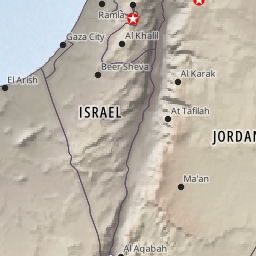 Ramla
Al Khalil
Gaza City
Beer Sheva
El Arish
Al Karak
ISRAEL
At Tafilah
JORDAN
Ma'an
Al Aqabah